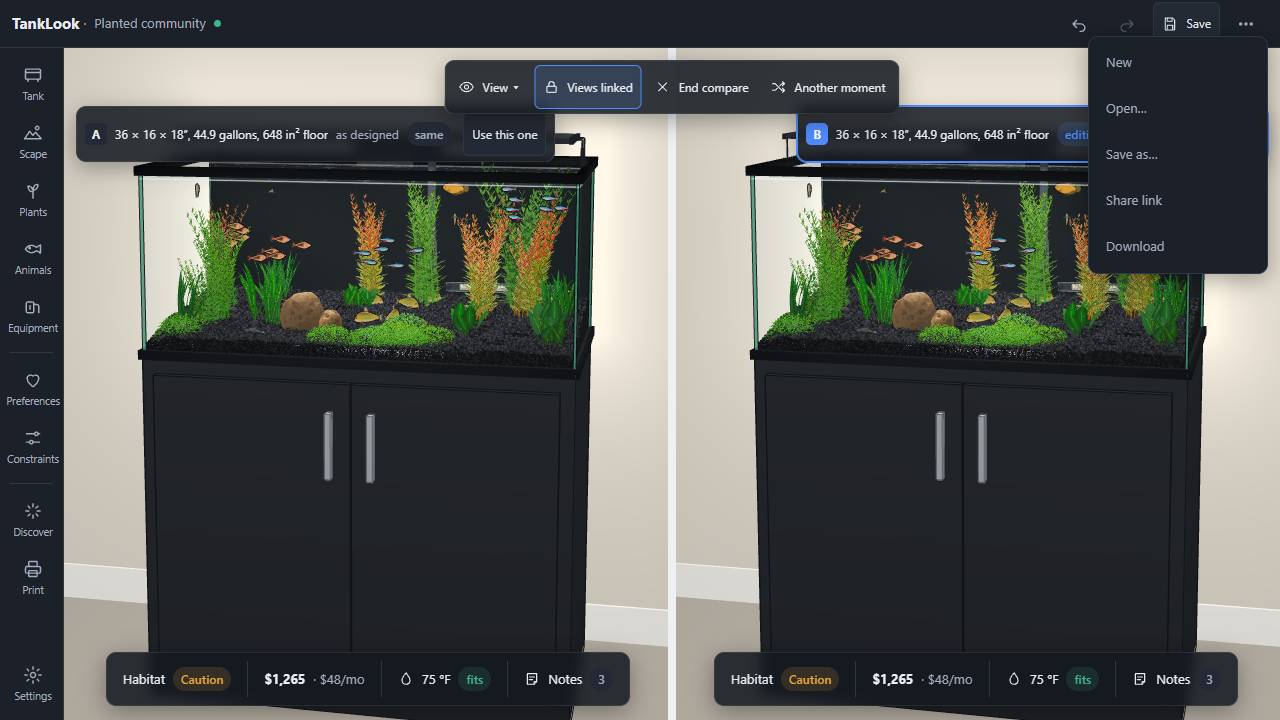 TankLook · Planted community
Save
New
Open...
Save as...
Share link
Download
View
Views linked
End compare
Another moment
A 36 × 16 × 18", 44.9 gallons, 648 in² floor as designed same Use this one
B 36 × 16 × 18", 44.9 gallons, 648 in² floor
Tank
Scape
Plants
Animals
Equipment
Preferences
Constraints
Discover
Print
Settings
Habitat Caution $1,265 · $48/mo 75 °F fits Notes 3
Habitat Caution $1,265 · $48/mo 75 °F fits Notes 3